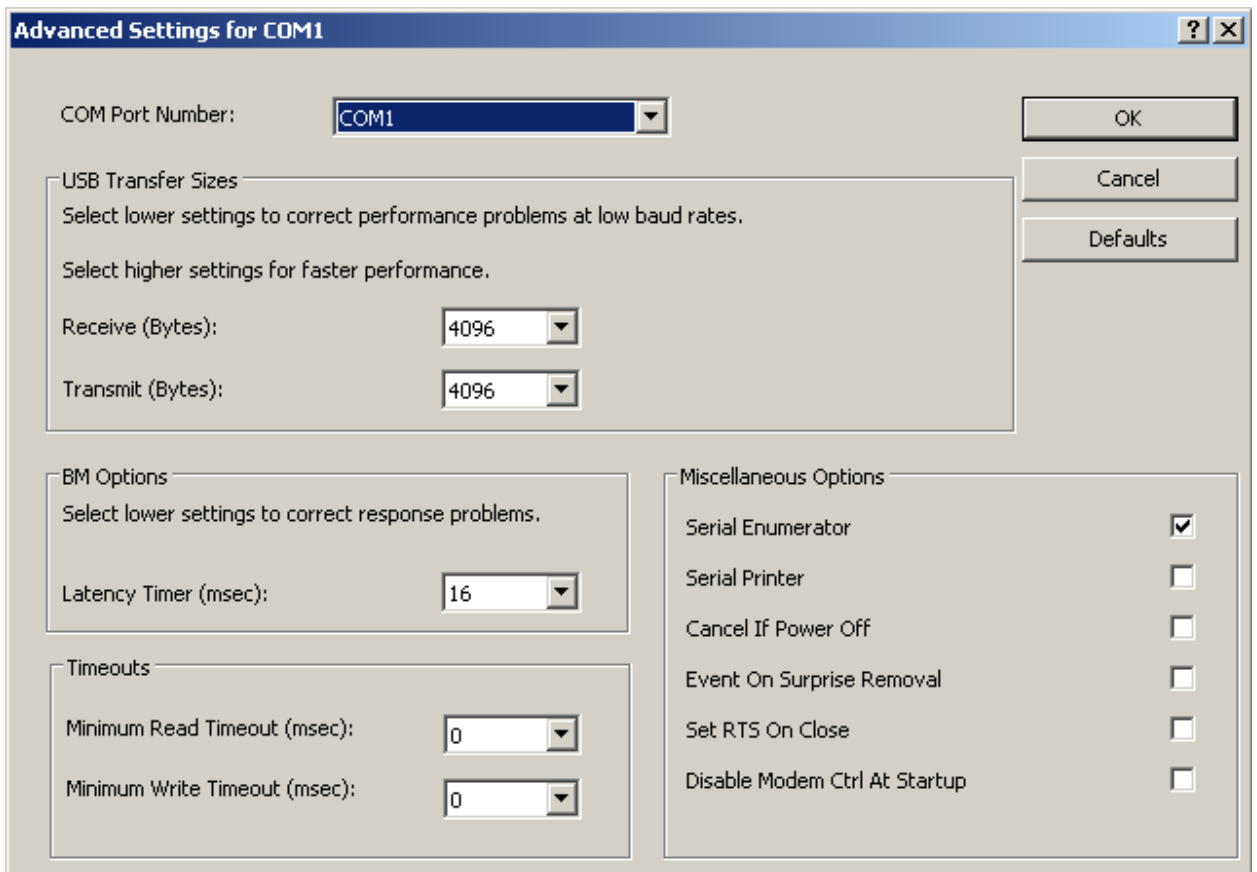 Advanced Settings for COM1
COM Port Number: COM1
OK
USB Transfer Sizes
Cancel
Select lower settings to correct performance problems at low baud rates.
Defaults
Select higher settings for faster performance.
Receive (Bytes): 4096
Transmit (Bytes): 4096
BM Options
Select lower settings to correct response problems.
Latency Timer (msec): 16
Timeouts
Minimum Read Timeout (msec): 0
Minimum Write Timeout (msec): 0
Miscellaneous Options
Serial Enumerator
Serial Printer
Cancel If Power Off
Event On Surprise Removal
Set RTS On Close
Disable Modem Ctrl At Startup